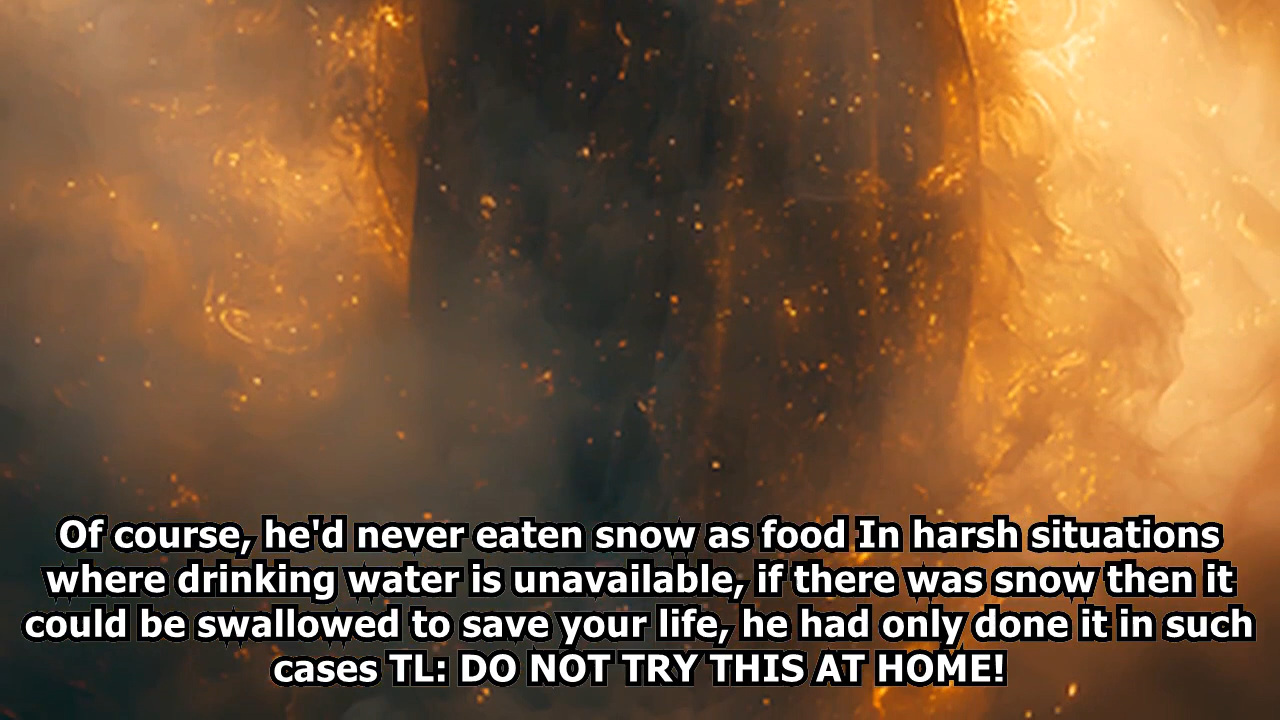 Of course, he'd never eaten snow as food In harsh situations
where drinking water is unavailable, if there was snow then it
could be swallowed to save your life, he had only done it in such
cases TL: DO NOT TRY THIS AT HOME!